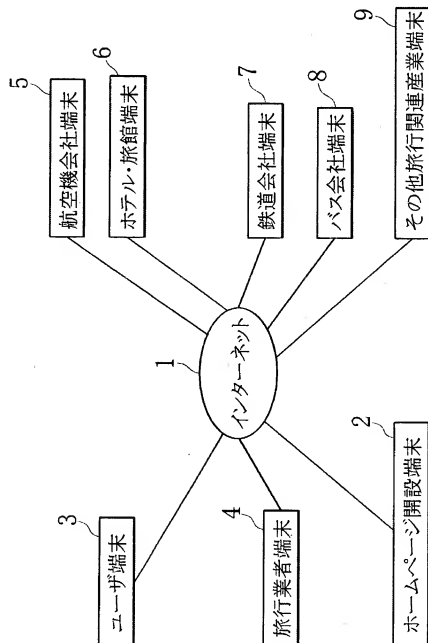 3
ユーザ端末
4
旅行業者端末
2
ホームページ開設端末
1
インターネット
5
航空機会社端末
6
ホテル・旅館端末
7
鉄道会社端末
8
バス会社端末
9
その他旅行関連産業端末